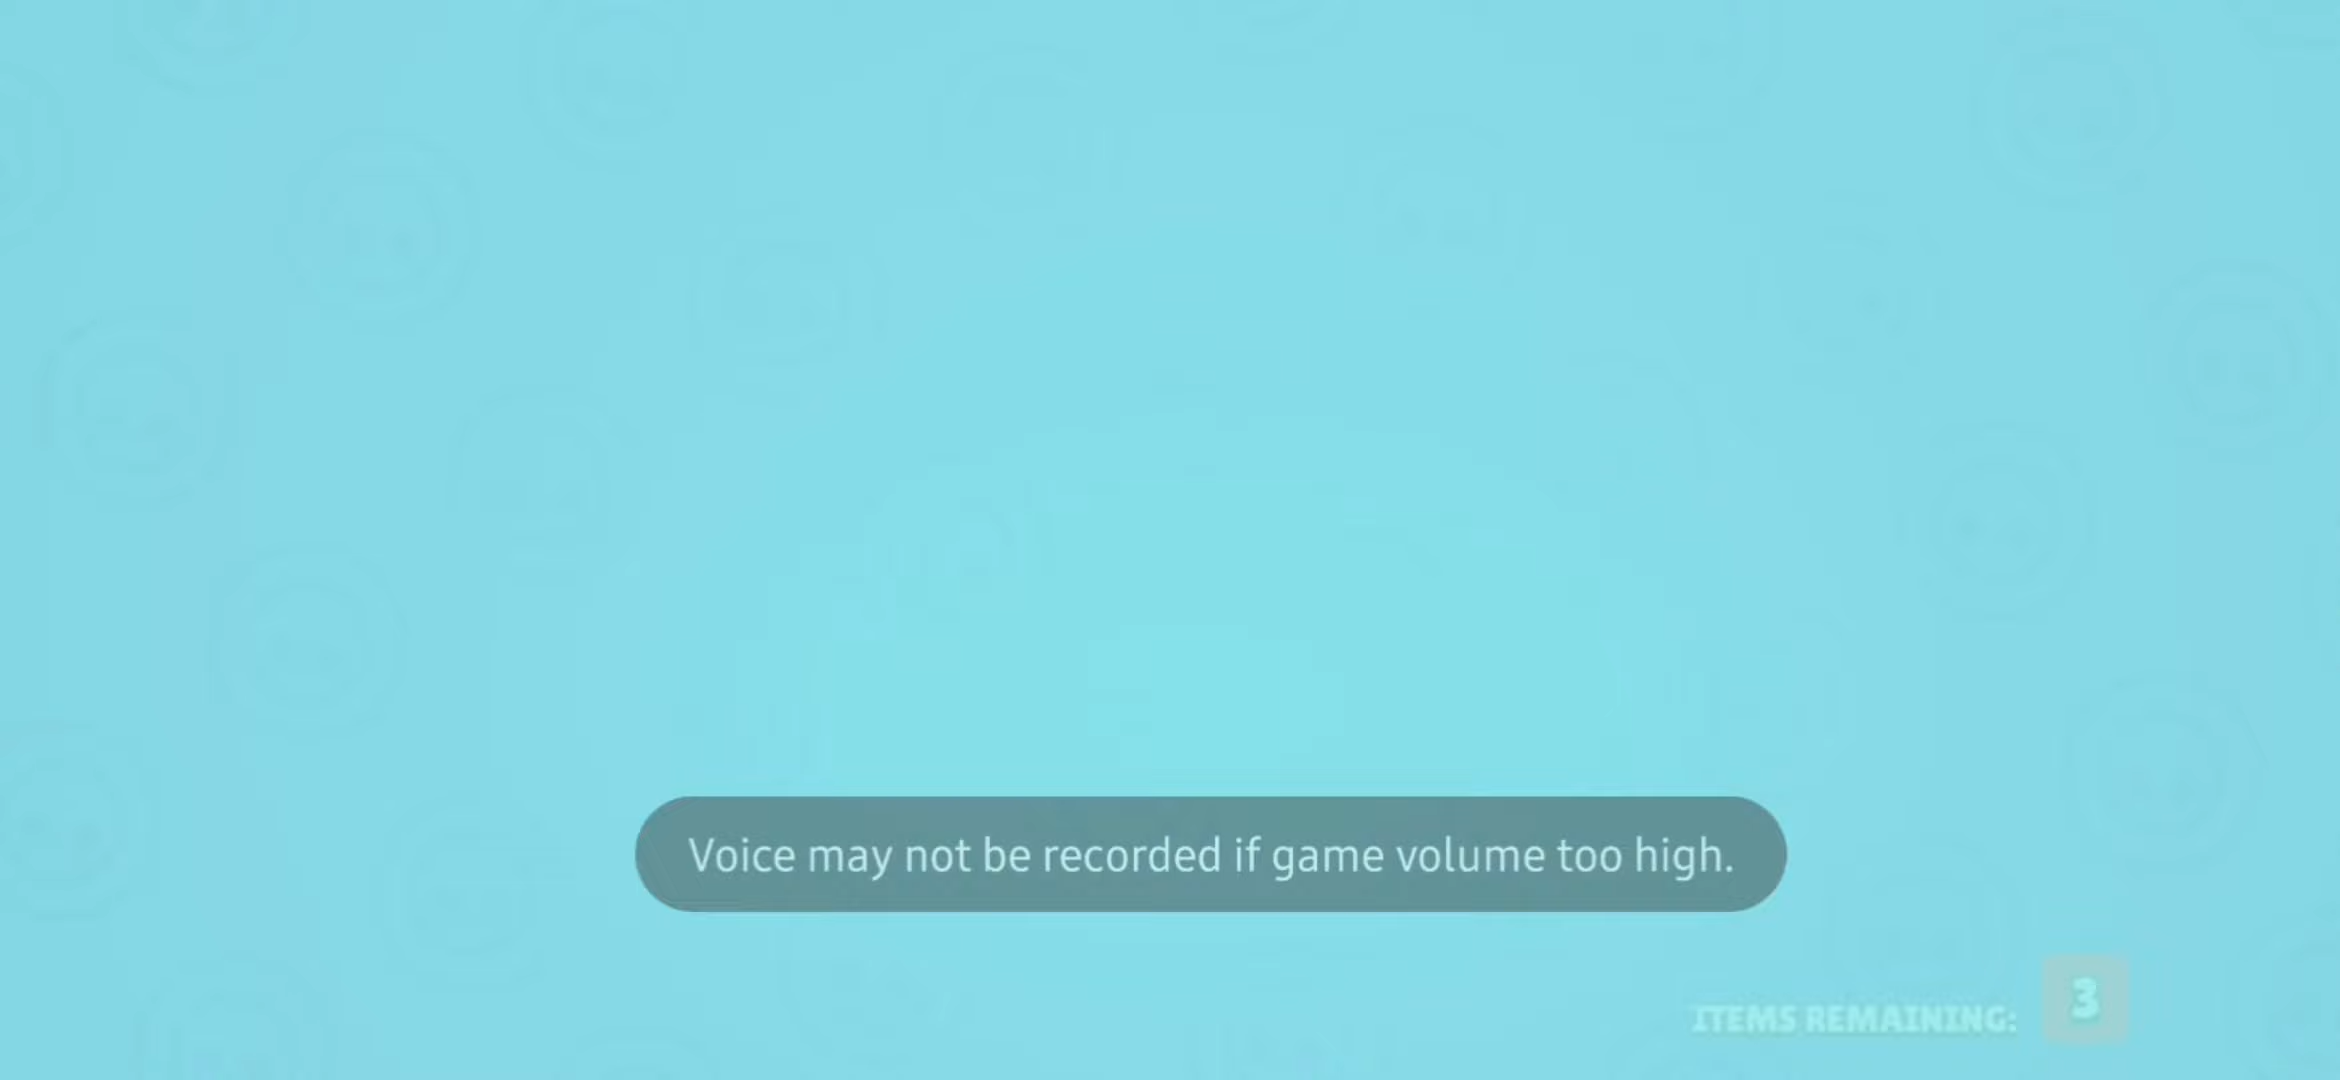 Voice may not be recorded if game volume too high.
ITEMS REMAINING: 3